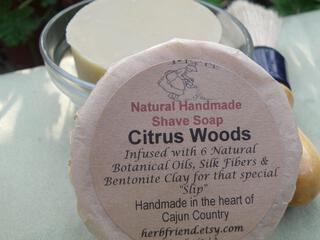 Natural Handmade
Shave Soap
Citrus Woods
Infused with 6 Natural
Botanical Oils, Silk Fibers &
Bentonite Clay for that special
"Slip"
Handmade in the heart of
Cajun Country
herbfriend.etsy.com